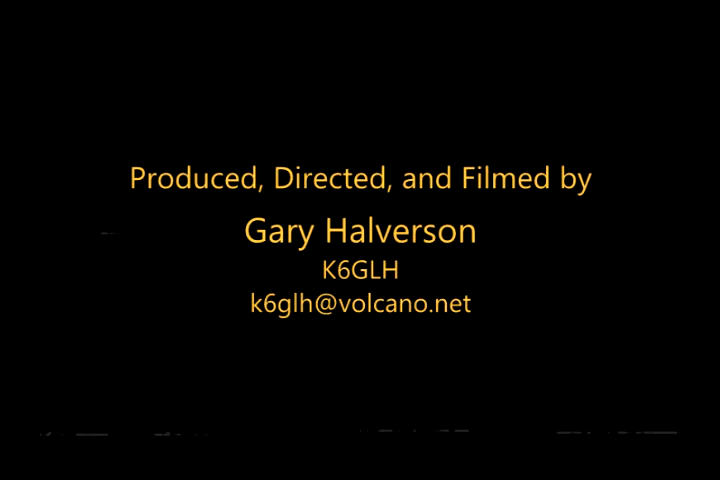 Produced, Directed, and Filmed by
Gary Halverson
K6GLH
k6glh@volcano.net